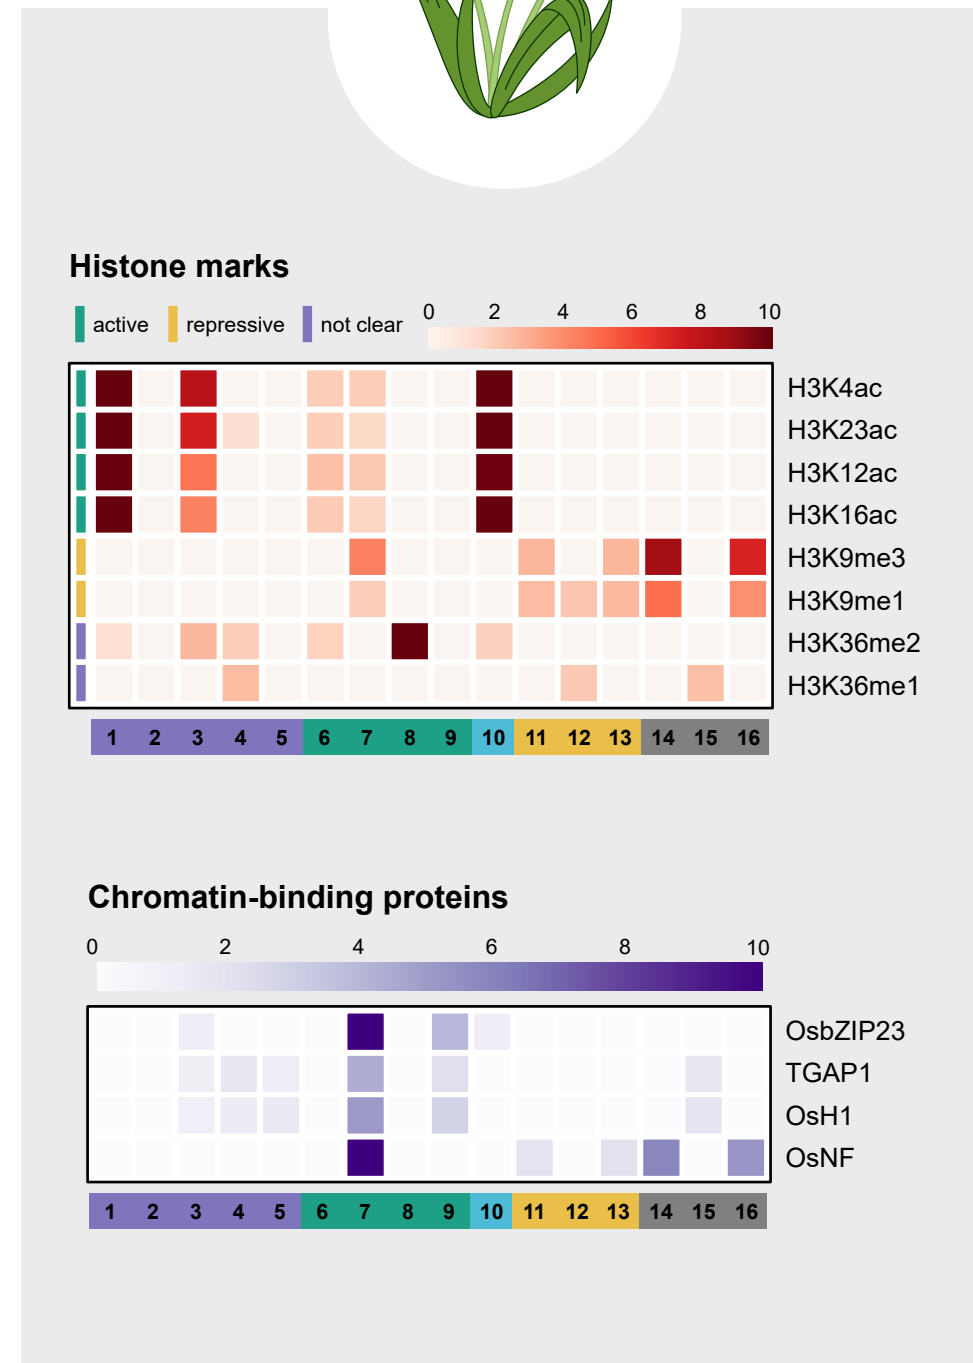 Histone marks
active repressive not clear 0 2 4 6 8 10
H3K4ac
H3K23ac
H3K12ac
H3K16ac
H3K9me3
H3K9me1
H3K36me2
H3K36me1
1 2 3 4 5 6 7 8 9 10 11 12 13 14 15 16
Chromatin-binding proteins
0 2 4 6 8 10
OsbZIP23
TGAP1
OsH1
OsNF
1 2 3 4 5 6 7 8 9 10 11 12 13 14 15 16